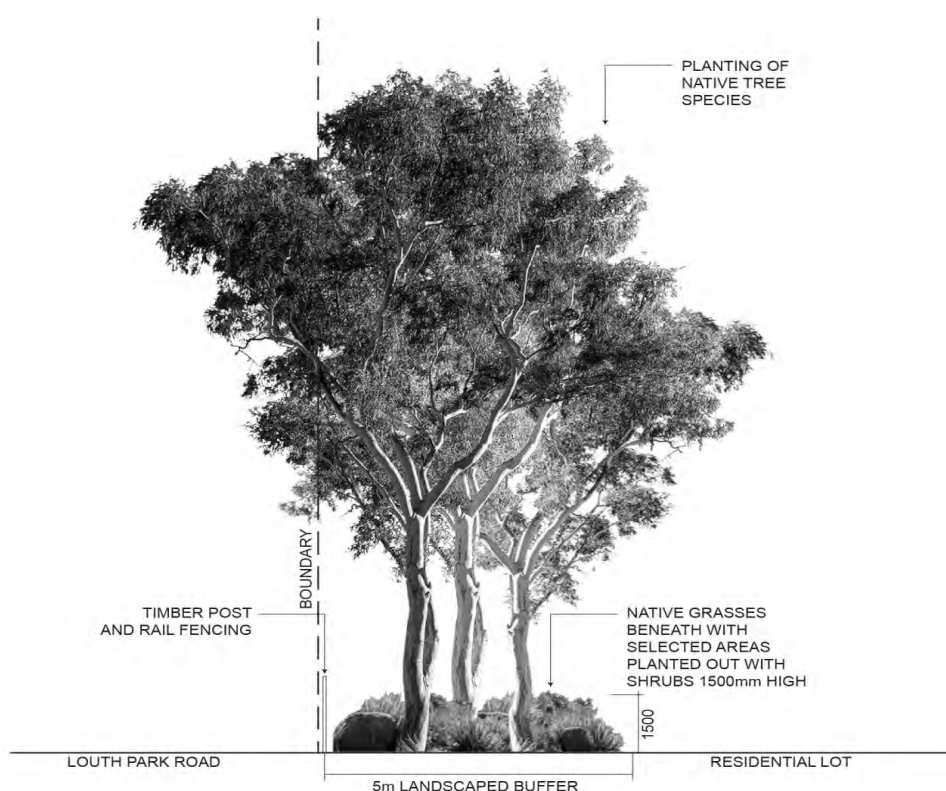 PLANTING OF
NATIVE TREE
SPECIES
BOUNDARY
TIMBER POST
AND RAIL FENCING
NATIVE GRASSES
BENEATH WITH
SELECTED AREAS
PLANTED OUT WITH
SHRUBS 1500mm HIGH
1500
LOUTH PARK ROAD
RESIDENTIAL LOT
5m LANDSCAPED BUFFER